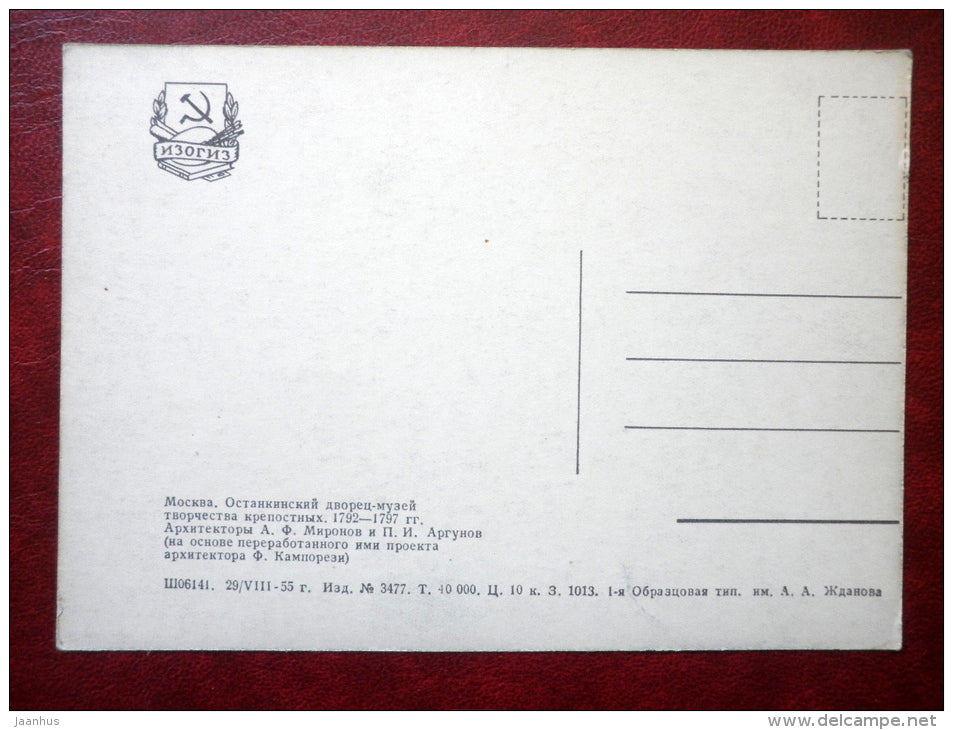 ИЗОГИЗ
Москва. Останкинский дворец-музей
творчества крепостных. 1792—1797 гг.
Архитекторы А. Ф. Миронов и П. И. Аргунов
(на основе переработанного ими проекта
архитектора Ф. Кампорези)
Ш06141. 29/VIII-55 г. Изд. № 3477. Т. 40 000. Ц. 10 к. З. 1013. 1-я Образцовая тип. им. А. А. Жданова
jaanhus
www.delcampe.net